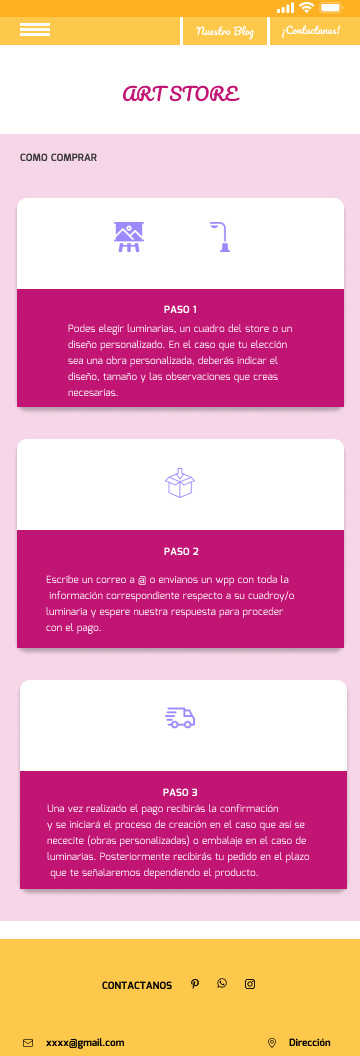 Nuestro Blog
¡Contactanos!
ART STORE
COMO COMPRAR
PASO 1
Podes elegir luminarias, un cuadro del store o un
diseño personalizado. En el caso que tu elección
sea una obra personalizada, deberás indicar el
diseño, tamaño y las observaciones que creas
necesarias.
PASO 2
Escribe un correo a @ o envianos un wpp con toda la
información correspondiente respecto a su cuadroy/o
luminaria y espere nuestra respuesta para proceder
con el pago.
PASO 3
Una vez realizado el pago recibirás la confirmación
y se iniciará el proceso de creación en el caso que así se
nececite (obras personalizadas) o embalaje en el caso de
luminarias. Posteriormente recibirás tu pedido en el plazo
que te señalaremos dependiendo el producto.
CONTACTANOS
xxxx@gmail.com
Dirección